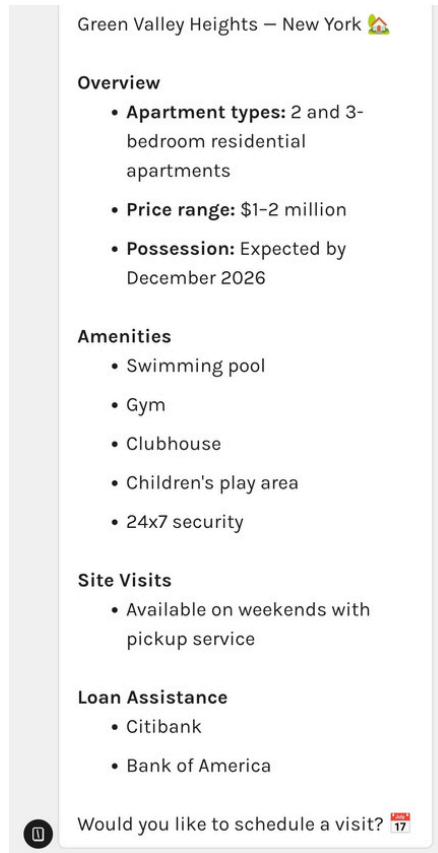 Green Valley Heights — New York 🏡
Overview
• Apartment types: 2 and 3-
bedroom residential
apartments
• Price range: $1–2 million
• Possession: Expected by
December 2026
Amenities
• Swimming pool
• Gym
• Clubhouse
• Children's play area
• 24x7 security
Site Visits
• Available on weekends with
pickup service
Loan Assistance
• Citibank
• Bank of America
Would you like to schedule a visit? 📅